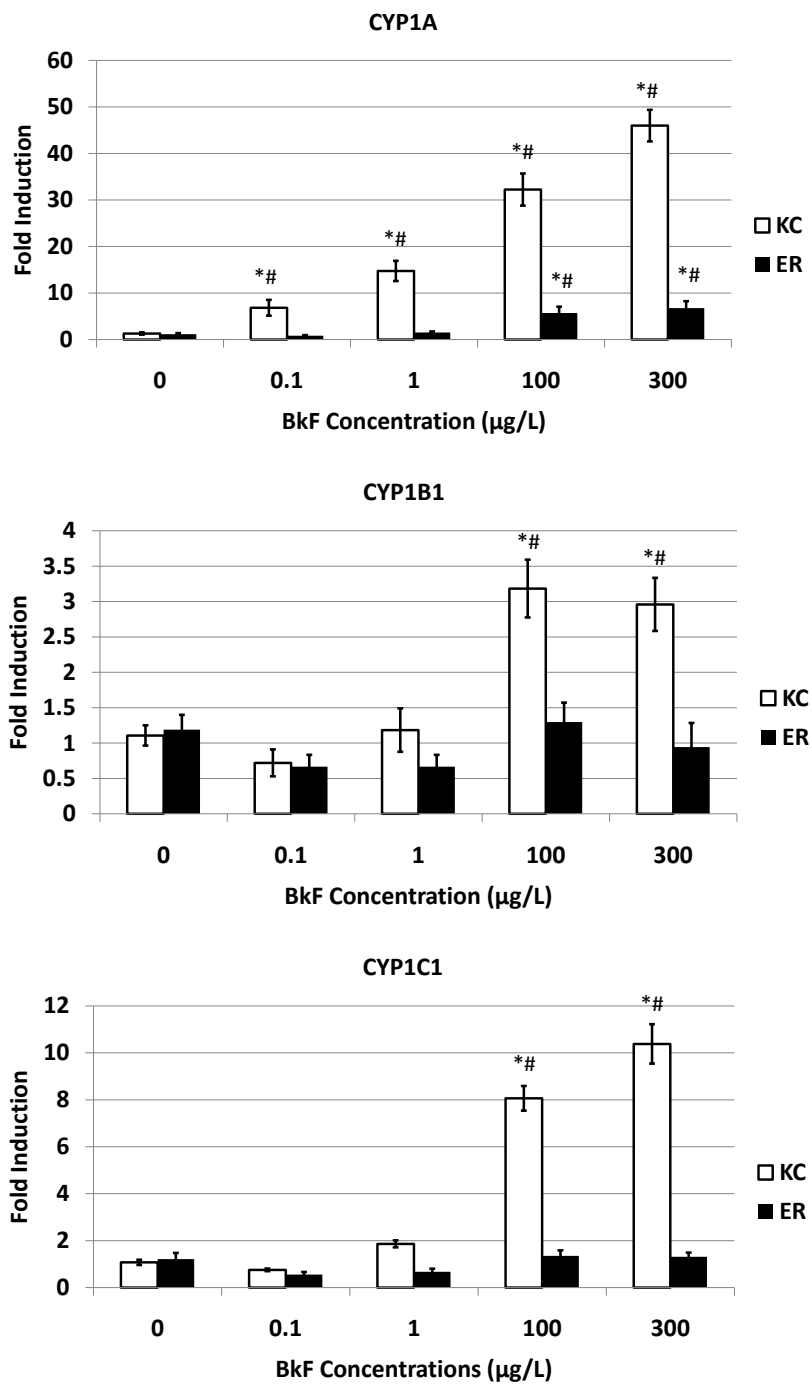 CYP1A
60
50
*#
40
*#
30
Fold Induction
KC
20
*#
ER
*#
*#
*#
10
0
0 0.1 1 100 300
BkF Concentration (µg/L)
CYP1B1
4
*# *#
3.5
3
2.5
Fold Induction
2
KC
1.5
ER
1
0.5
0
0 0.1 1 100 300
BkF Concentration (µg/L)
CYP1C1
12
*#
10
*#
8
Fold Induction
6
KC
4
ER
2
0
0 0.1 1 100 300
BkF Concentrations (µg/L)